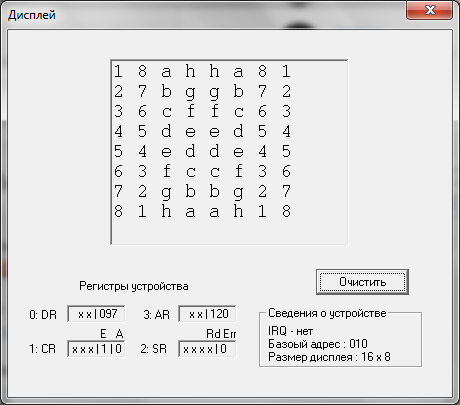 Дисплей
1 8 a h h a 8 1
2 7 b g g b 7 2
3 6 c f f c 6 3
4 5 d e e d 5 4
5 4 e d d e 4 5
6 3 f c c f 3 6
7 2 g b b g 2 7
8 1 h a a h 1 8
Очистить
Регистры устройства
0: DR x x|097 3: AR x x|120
E A Rd Err
1: CR x x x|1|0 2: SR x x x x|0
Сведения о устройстве
IRQ - нет
Базоый адрес : 010
Размер дисплея : 16 x 8